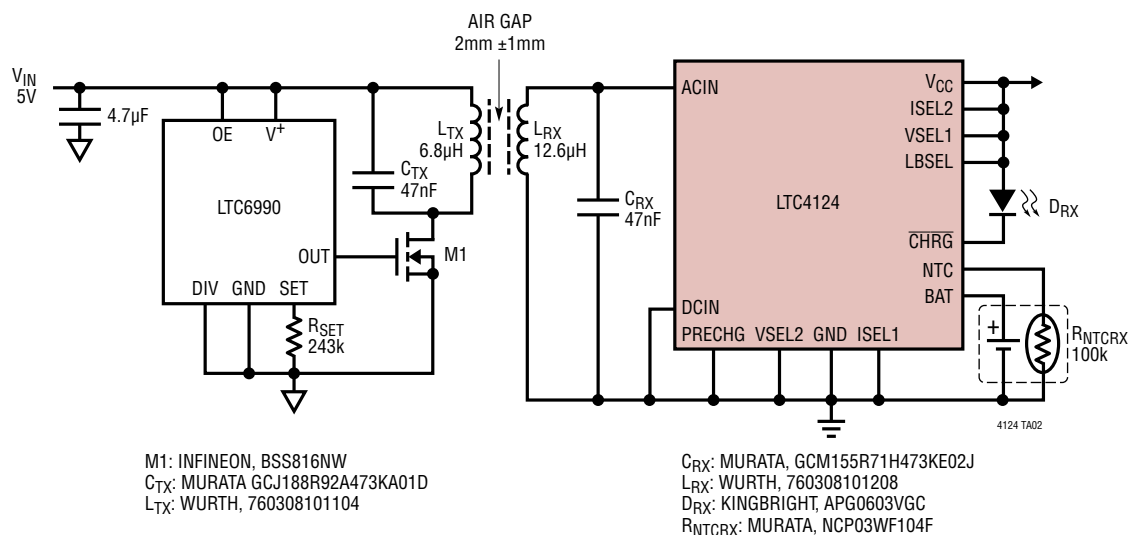 AIR GAP
2mm ±1mm
VIN
5V
4.7µF
OE
V+
LTC6990
OUT
DIV
GND
SET
RSET
243k
CTX
47nF
LTX
6.8µH
LRX
12.6µH
M1
CRX
47nF
ACIN
DCIN
LTC4124
VCC
ISEL2
VSEL1
LBSEL
CHRG
NTC
BAT
PRECHG
VSEL2
GND
ISEL1
DRX
+
RNTCRX
100k
4124 TA02
M1: INFINEON, BSS816NW
CTX: MURATA GCJ188R92A473KA01D
LTX: WURTH, 760308101104
CRX: MURATA, GCM155R71H473KE02J
LRX: WURTH, 760308101208
DRX: KINGBRIGHT, APG0603VGC
RNTCRX: MURATA, NCP03WF104F